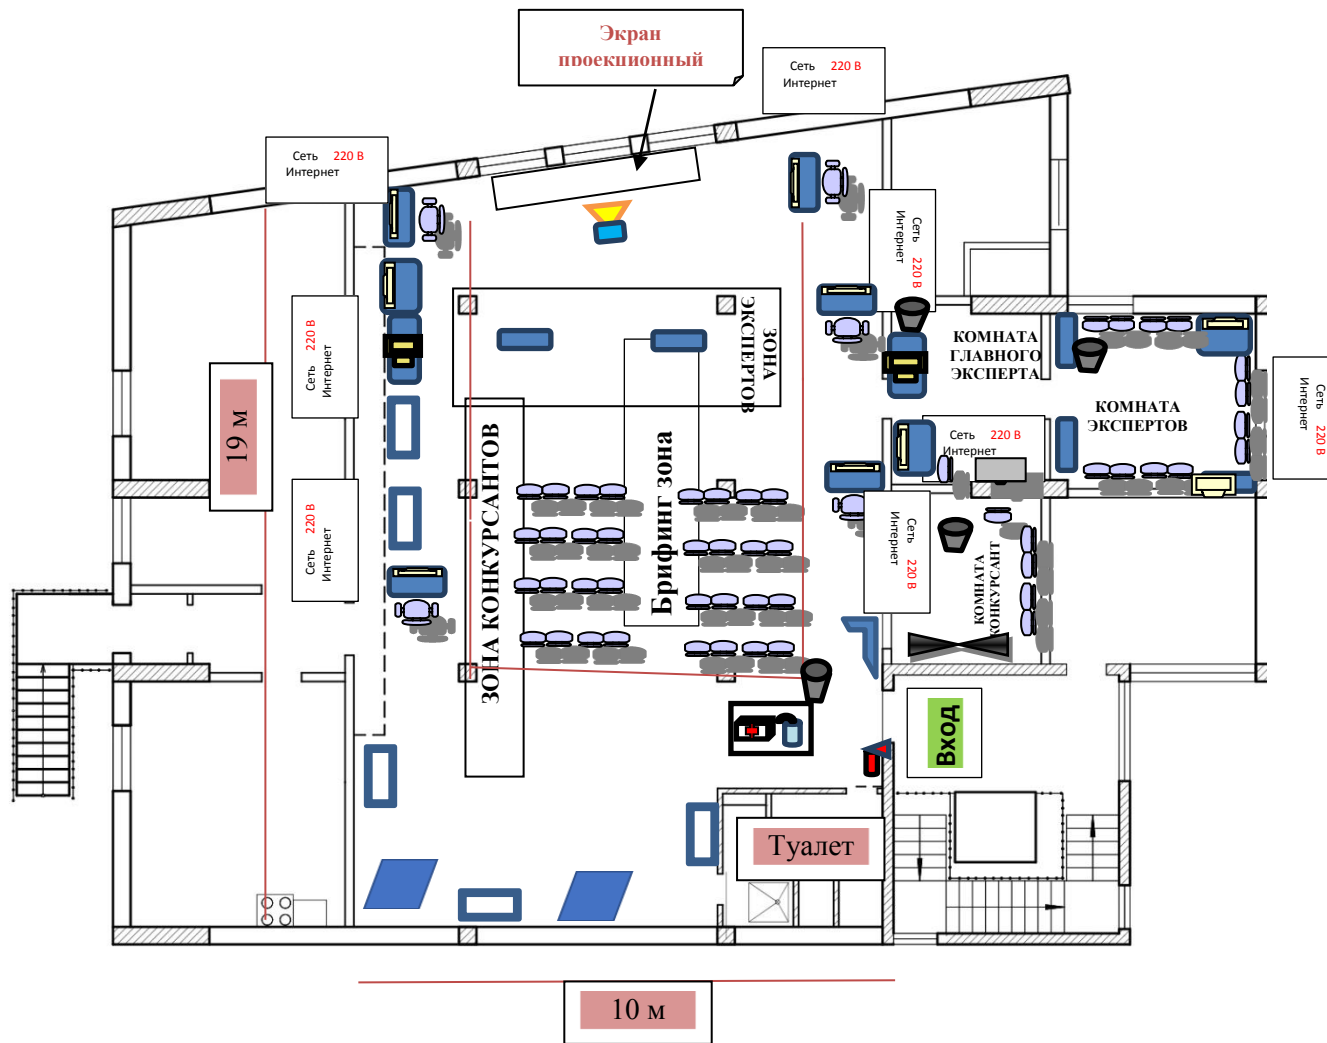 Экран
проекционный
Сеть 220 В
Интернет
Сеть 220 В
Интернет
Сеть 220 В
Интернет
Сеть 220 В
Интернет
ЗОНА
ЭКСПЕРТОВ
КОМНАТА
ГЛАВНОГО
ЭКСПЕРТА
КОМНАТА
ЭКСПЕРТОВ
Сеть 220 В
Интернет
19 м
Сеть 220 В
Интернет
ЗОНА КОНКУРСАНТОВ
Брифинг зона
Сеть 220 В
Интернет
Сеть 220 В
Интернет
КОМНАТА
КОНКУРСАНТ
Вход
Туалет
10 м